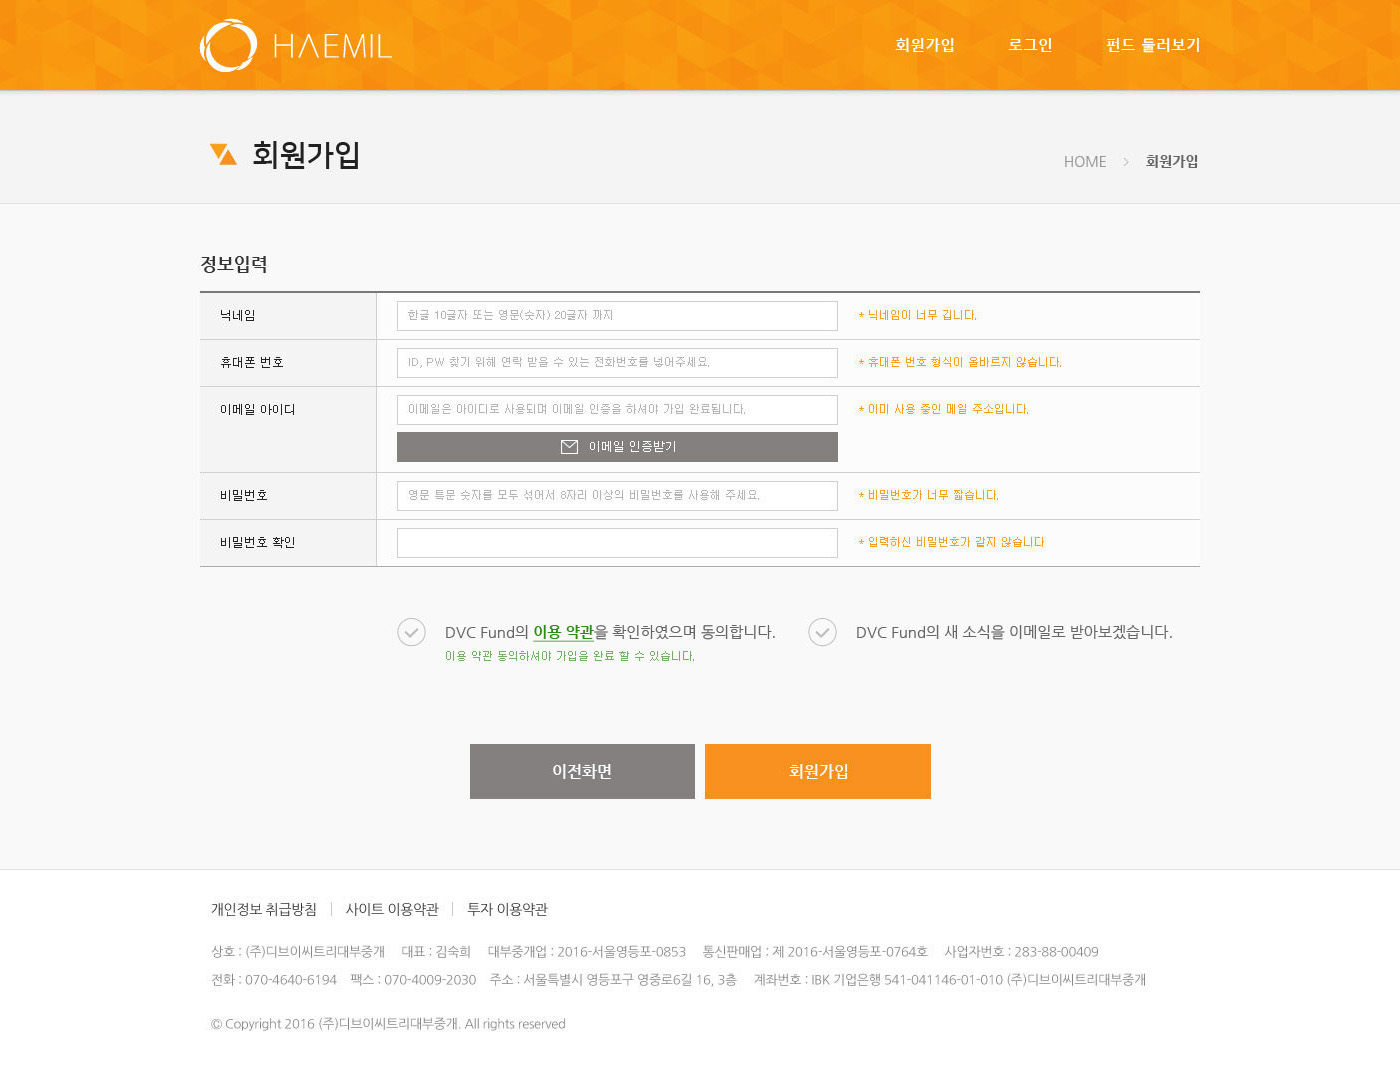 HAEMIL
회원가입 로그인 펀드 둘러보기
회원가입
HOME > 회원가입
정보입력
닉네임 한글 10글자 또는 영문(숫자) 20글자 까지 * 닉네임이 너무 깁니다.
휴대폰 번호 ID, PW 찾기 위해 연락 받을 수 있는 전화번호를 넣어주세요. * 휴대폰 번호 형식이 올바르지 않습니다.
이메일 아이디 이메일은 아이디로 사용되며 이메일 인증을 하셔야 가입 완료됩니다. * 이미 사용 중인 메일 주소입니다.
이메일 인증받기
비밀번호 영문 특문 숫자를 모두 섞어서 8자리 이상의 비밀번호를 사용해 주세요. * 비밀번호가 너무 짧습니다.
비밀번호 확인 * 입력하신 비밀번호가 같지 않습니다
DVC Fund의 이용 약관을 확인하였으며 동의합니다. DVC Fund의 새 소식을 이메일로 받아보겠습니다.
이용 약관 동의하셔야 가입을 완료 할 수 있습니다.
이전화면 회원가입
개인정보 취급방침 | 사이트 이용약관 | 투자 이용약관
상호 : (주)디브이씨트리대부중개 대표 : 김숙희 대부중개업 : 2016-서울영등포-0853 통신판매업 : 제 2016-서울영등포-0764호 사업자번호 : 283-88-00409
전화 : 070-4640-6194 팩스 : 070-4009-2030 주소 : 서울특별시 영등포구 영중로6길 16, 3층 계좌번호 : IBK 기업은행 541-041146-01-010 (주)디브이씨트리대부중개
© Copyright 2016 (주)디브이씨트리대부중개. All rights reserved